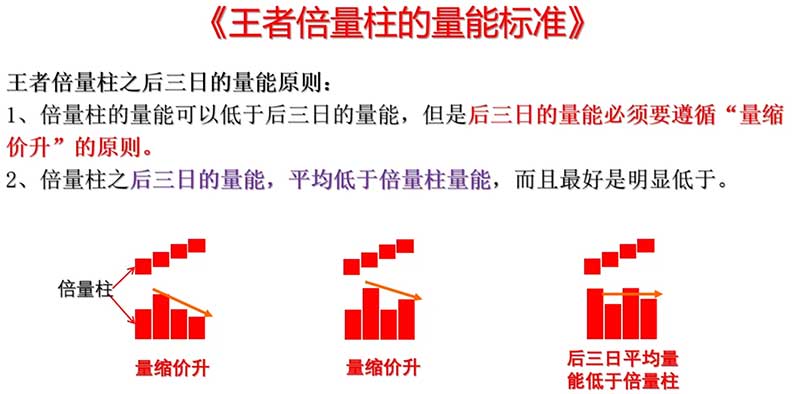 《王者倍量柱的量能标准》
王者倍量柱之后三日的量能原则：
1、倍量柱的量能可以低于后三日的量能，但是后三日的量能必须要遵循“量缩
价升”的原则。
2、倍量柱之后三日的量能，平均低于倍量柱量能，而且最好是明显低于。
倍量柱
量缩价升
量缩价升
后三日平均量
能低于倍量柱